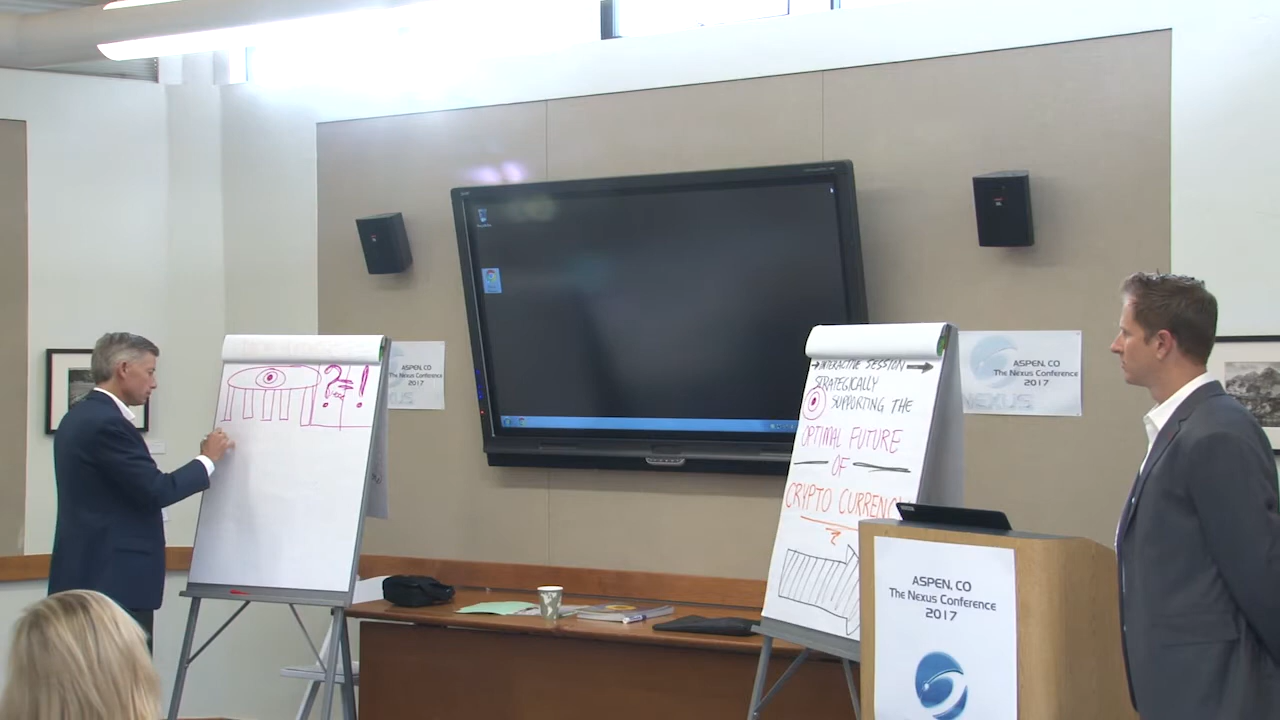 ?=!
ASPEN, CO
The Nexus Conference
2017
NEXUS
→INTERACTIVE SESSION
STRATEGICALLY
SUPPORTING THE
OPTIMAL FUTURE
OF
CRYPTO CURRENCY
ASPEN, CO
The Nexus Conference
2017
NEXUS
ASPEN, CO
The Nexus Conference
2017